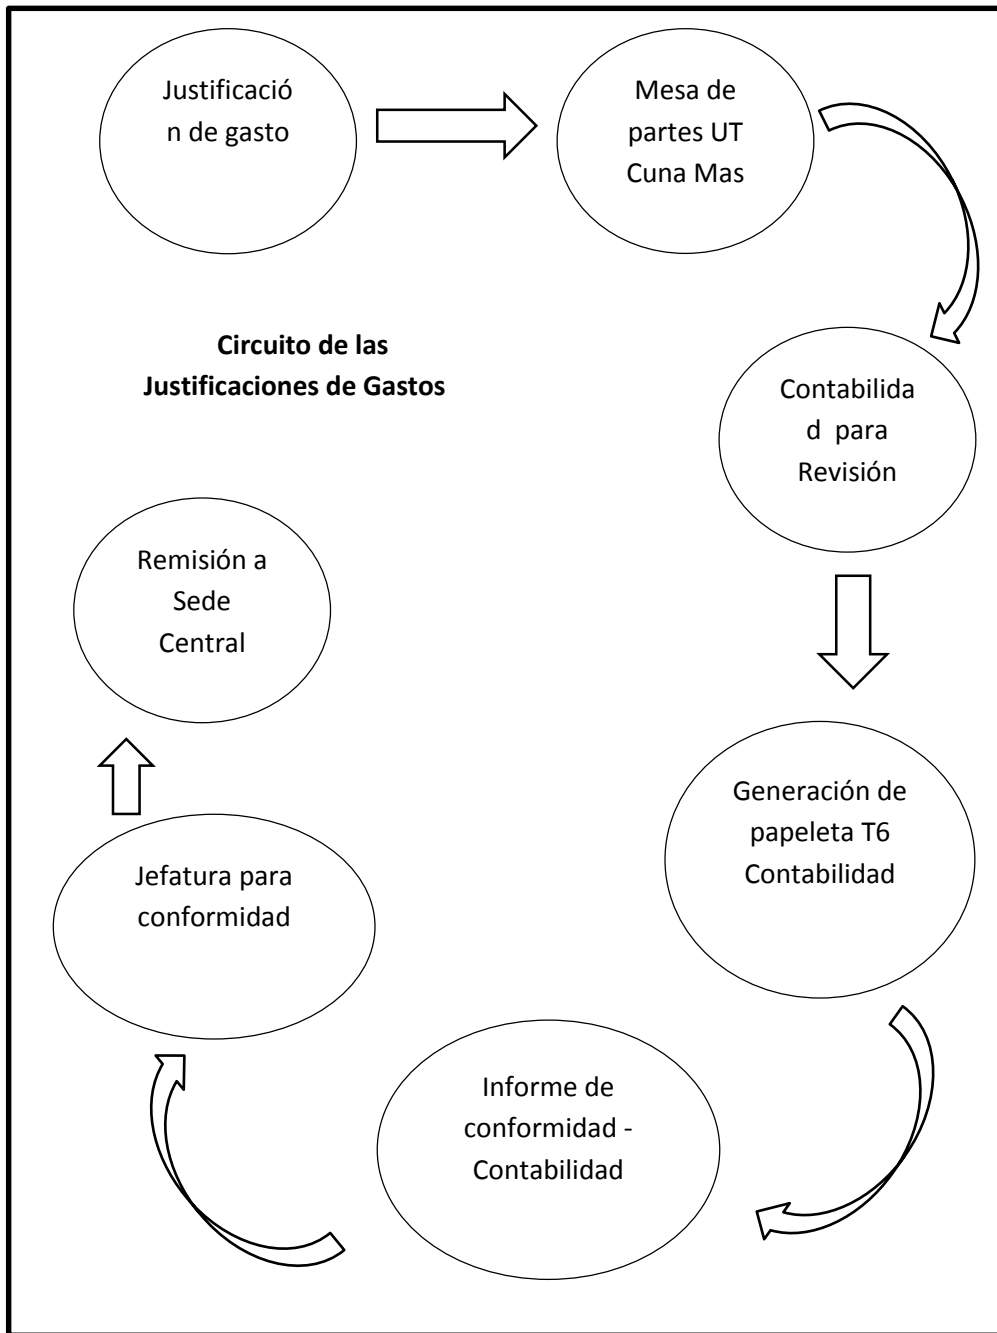 Justificació
n de gasto
Mesa de
partes UT
Cuna Mas
Circuito de las
Justificaciones de Gastos
Contabilida
d para
Revisión
Remisión a
Sede
Central
Generación de
papeleta T6
Contabilidad
Jefatura para
conformidad
Informe de
conformidad -
Contabilidad